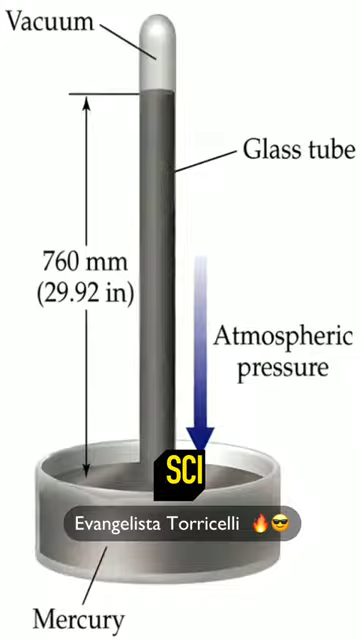 Vacuum
Glass tube
760 mm
(29.92 in)
Atmospheric
pressure
SCI
Evangelista Torricelli 🔥😎
Mercury